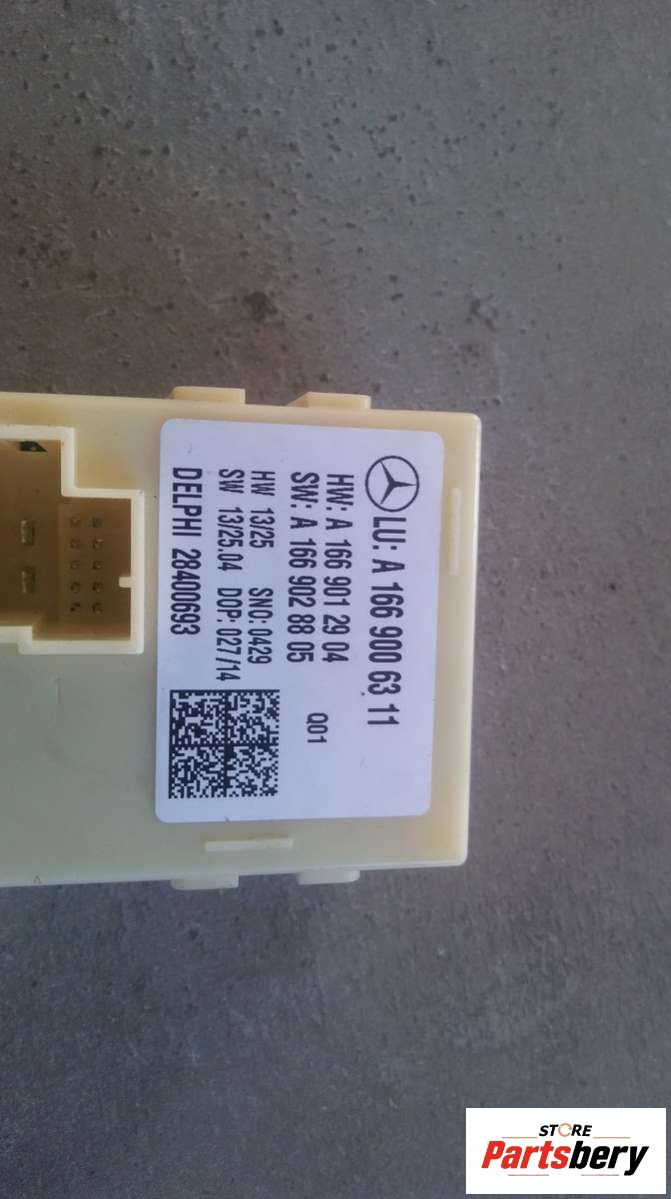 LU: A 166 900 63 11
HW: A 166 901 29 04
SW: A 166 902 88 05
Q01
HW 13/25 SNO: 0429
SW 13/25.04 DOP: 027/14
DELPHI 28400693
STORE
Partsbery